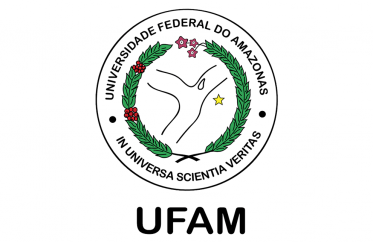 UNIVERSIDADE FEDERAL DO AMAZONAS
IN UNIVERSA SCIENTIA VERITAS
UFAM